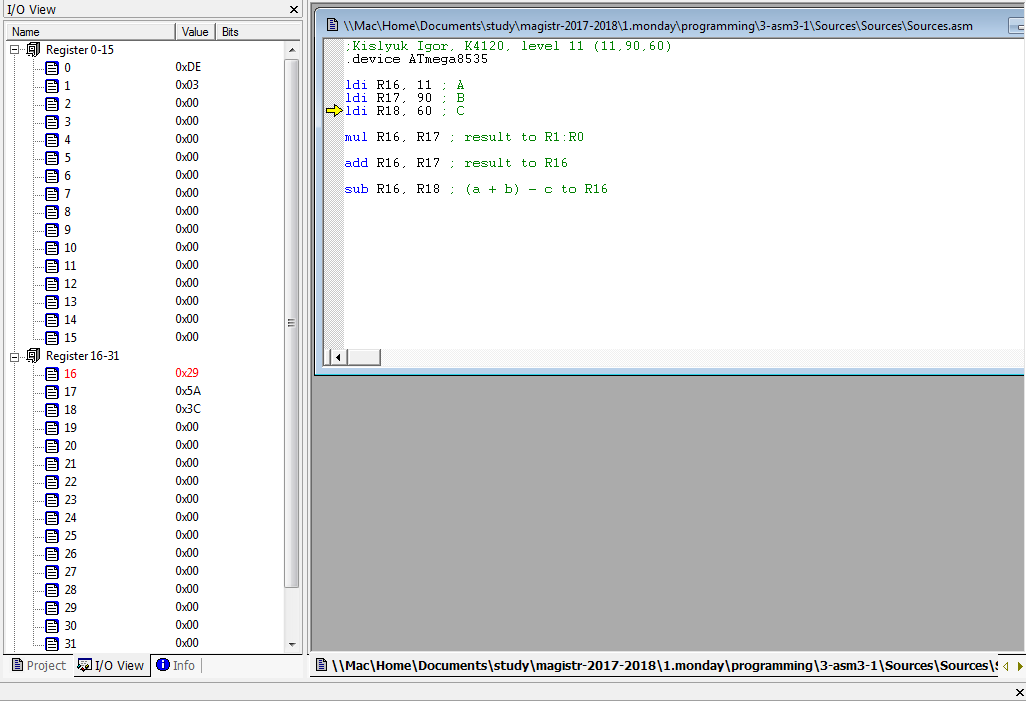 I/O View
Name Value Bits
Register 0-15
0 0xDE
1 0x03
2 0x00
3 0x00
4 0x00
5 0x00
6 0x00
7 0x00
8 0x00
9 0x00
10 0x00
11 0x00
12 0x00
13 0x00
14 0x00
15 0x00
Register 16-31
16 0x29
17 0x5A
18 0x3C
19 0x00
20 0x00
21 0x00
22 0x00
23 0x00
24 0x00
25 0x00
26 0x00
27 0x00
28 0x00
29 0x00
30 0x00
31 0x00
Project I/O View Info
\\Mac\Home\Documents\study\magistr-2017-2018\1.monday\programming\3-asm3-1\Sources\Sources\Sources.asm
;Kislyuk Igor, K4120, level 11 (11,90,60)
.device ATmega8535
ldi R16, 11 ; A
ldi R17, 90 ; B
ldi R18, 60 ; C
mul R16, R17 ; result to R1:R0
add R16, R17 ; result to R16
sub R16, R18 ; (a + b) - c to R16
\\Mac\Home\Documents\study\magistr-2017-2018\1.monday\programming\3-asm3-1\Sources\Sources\